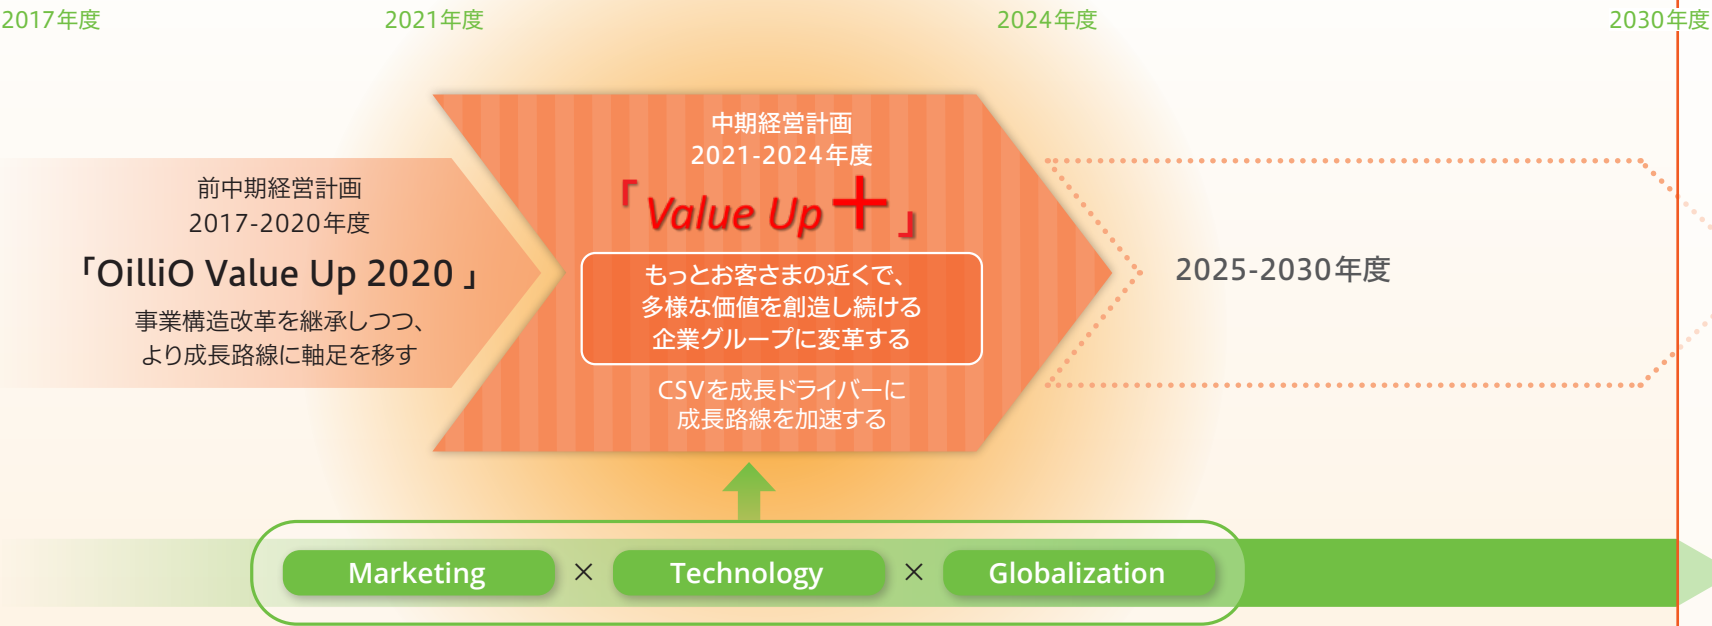 2017年度
2021年度
2024年度
2030年度
前中期経営計画
2017-2020年度
「OilliO Value Up 2020 」
事業構造改革を継承しつつ、
より成長路線に軸足を移す
中期経営計画
2021-2024年度
「Value Up＋」
もっとお客さまの近くで、
多様な価値を創造し続ける
企業グループに変革する
CSVを成長ドライバーに
成長路線を加速する
2025-2030年度
Marketing × Technology × Globalization